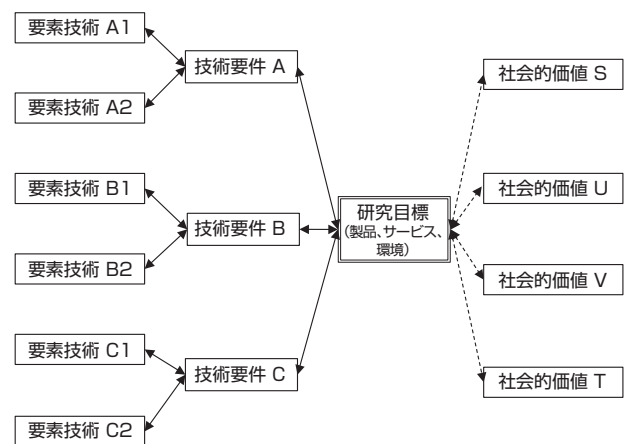 要素技術 A1
要素技術 A2
技術要件 A
要素技術 B1
要素技術 B2
技術要件 B
要素技術 C1
要素技術 C2
技術要件 C
研究目標
(製品、サービス、
環境)
社会的価値 S
社会的価値 U
社会的価値 V
社会的価値 T